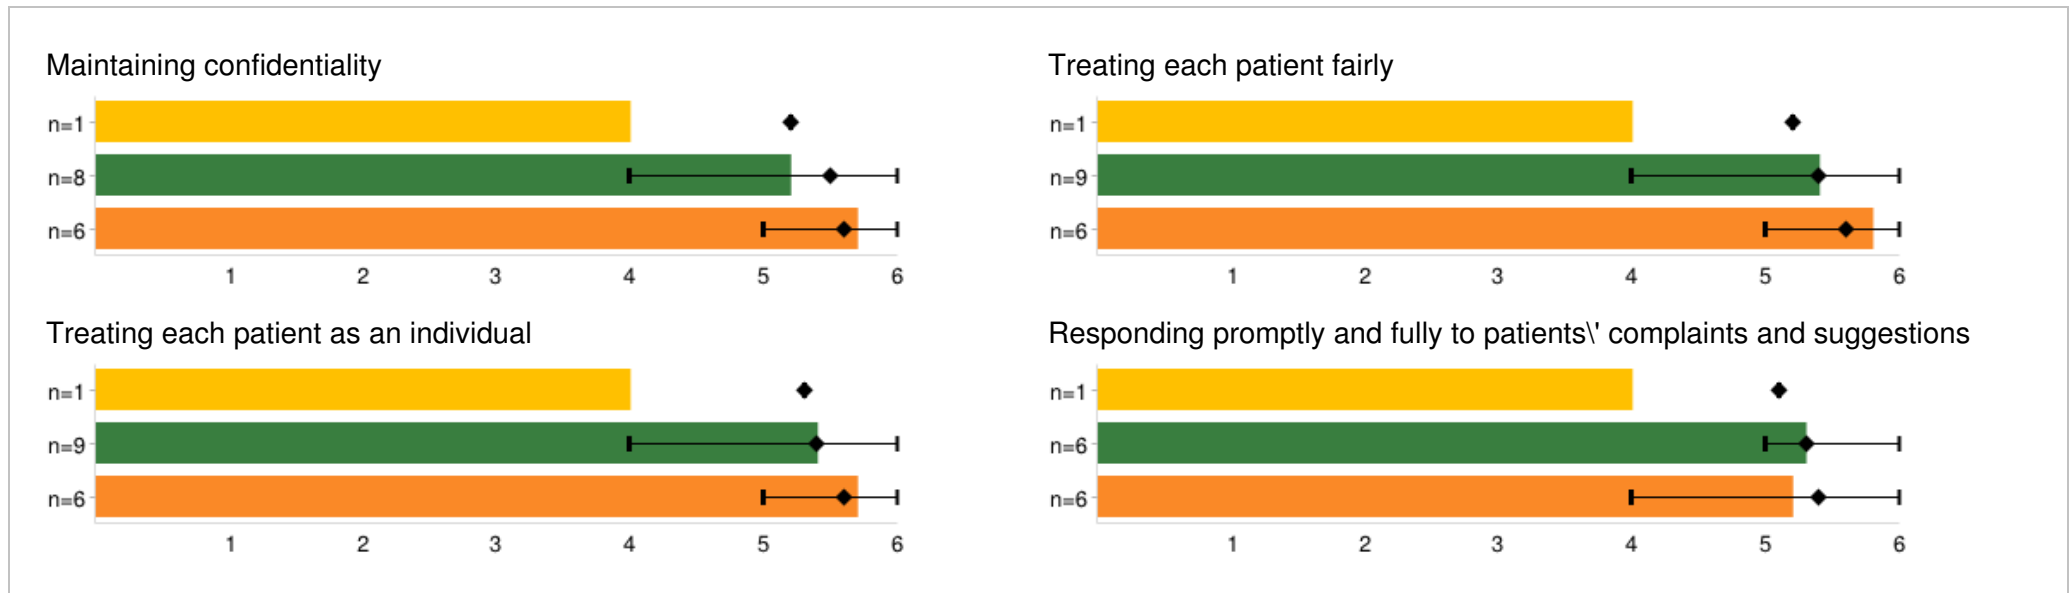 Maintaining confidentiality
n=1
n=8
n=6
1 2 3 4 5 6
Treating each patient fairly
n=1
n=9
n=6
1 2 3 4 5 6
Treating each patient as an individual
n=1
n=9
n=6
1 2 3 4 5 6
Responding promptly and fully to patients\' complaints and suggestions
n=1
n=6
n=6
1 2 3 4 5 6